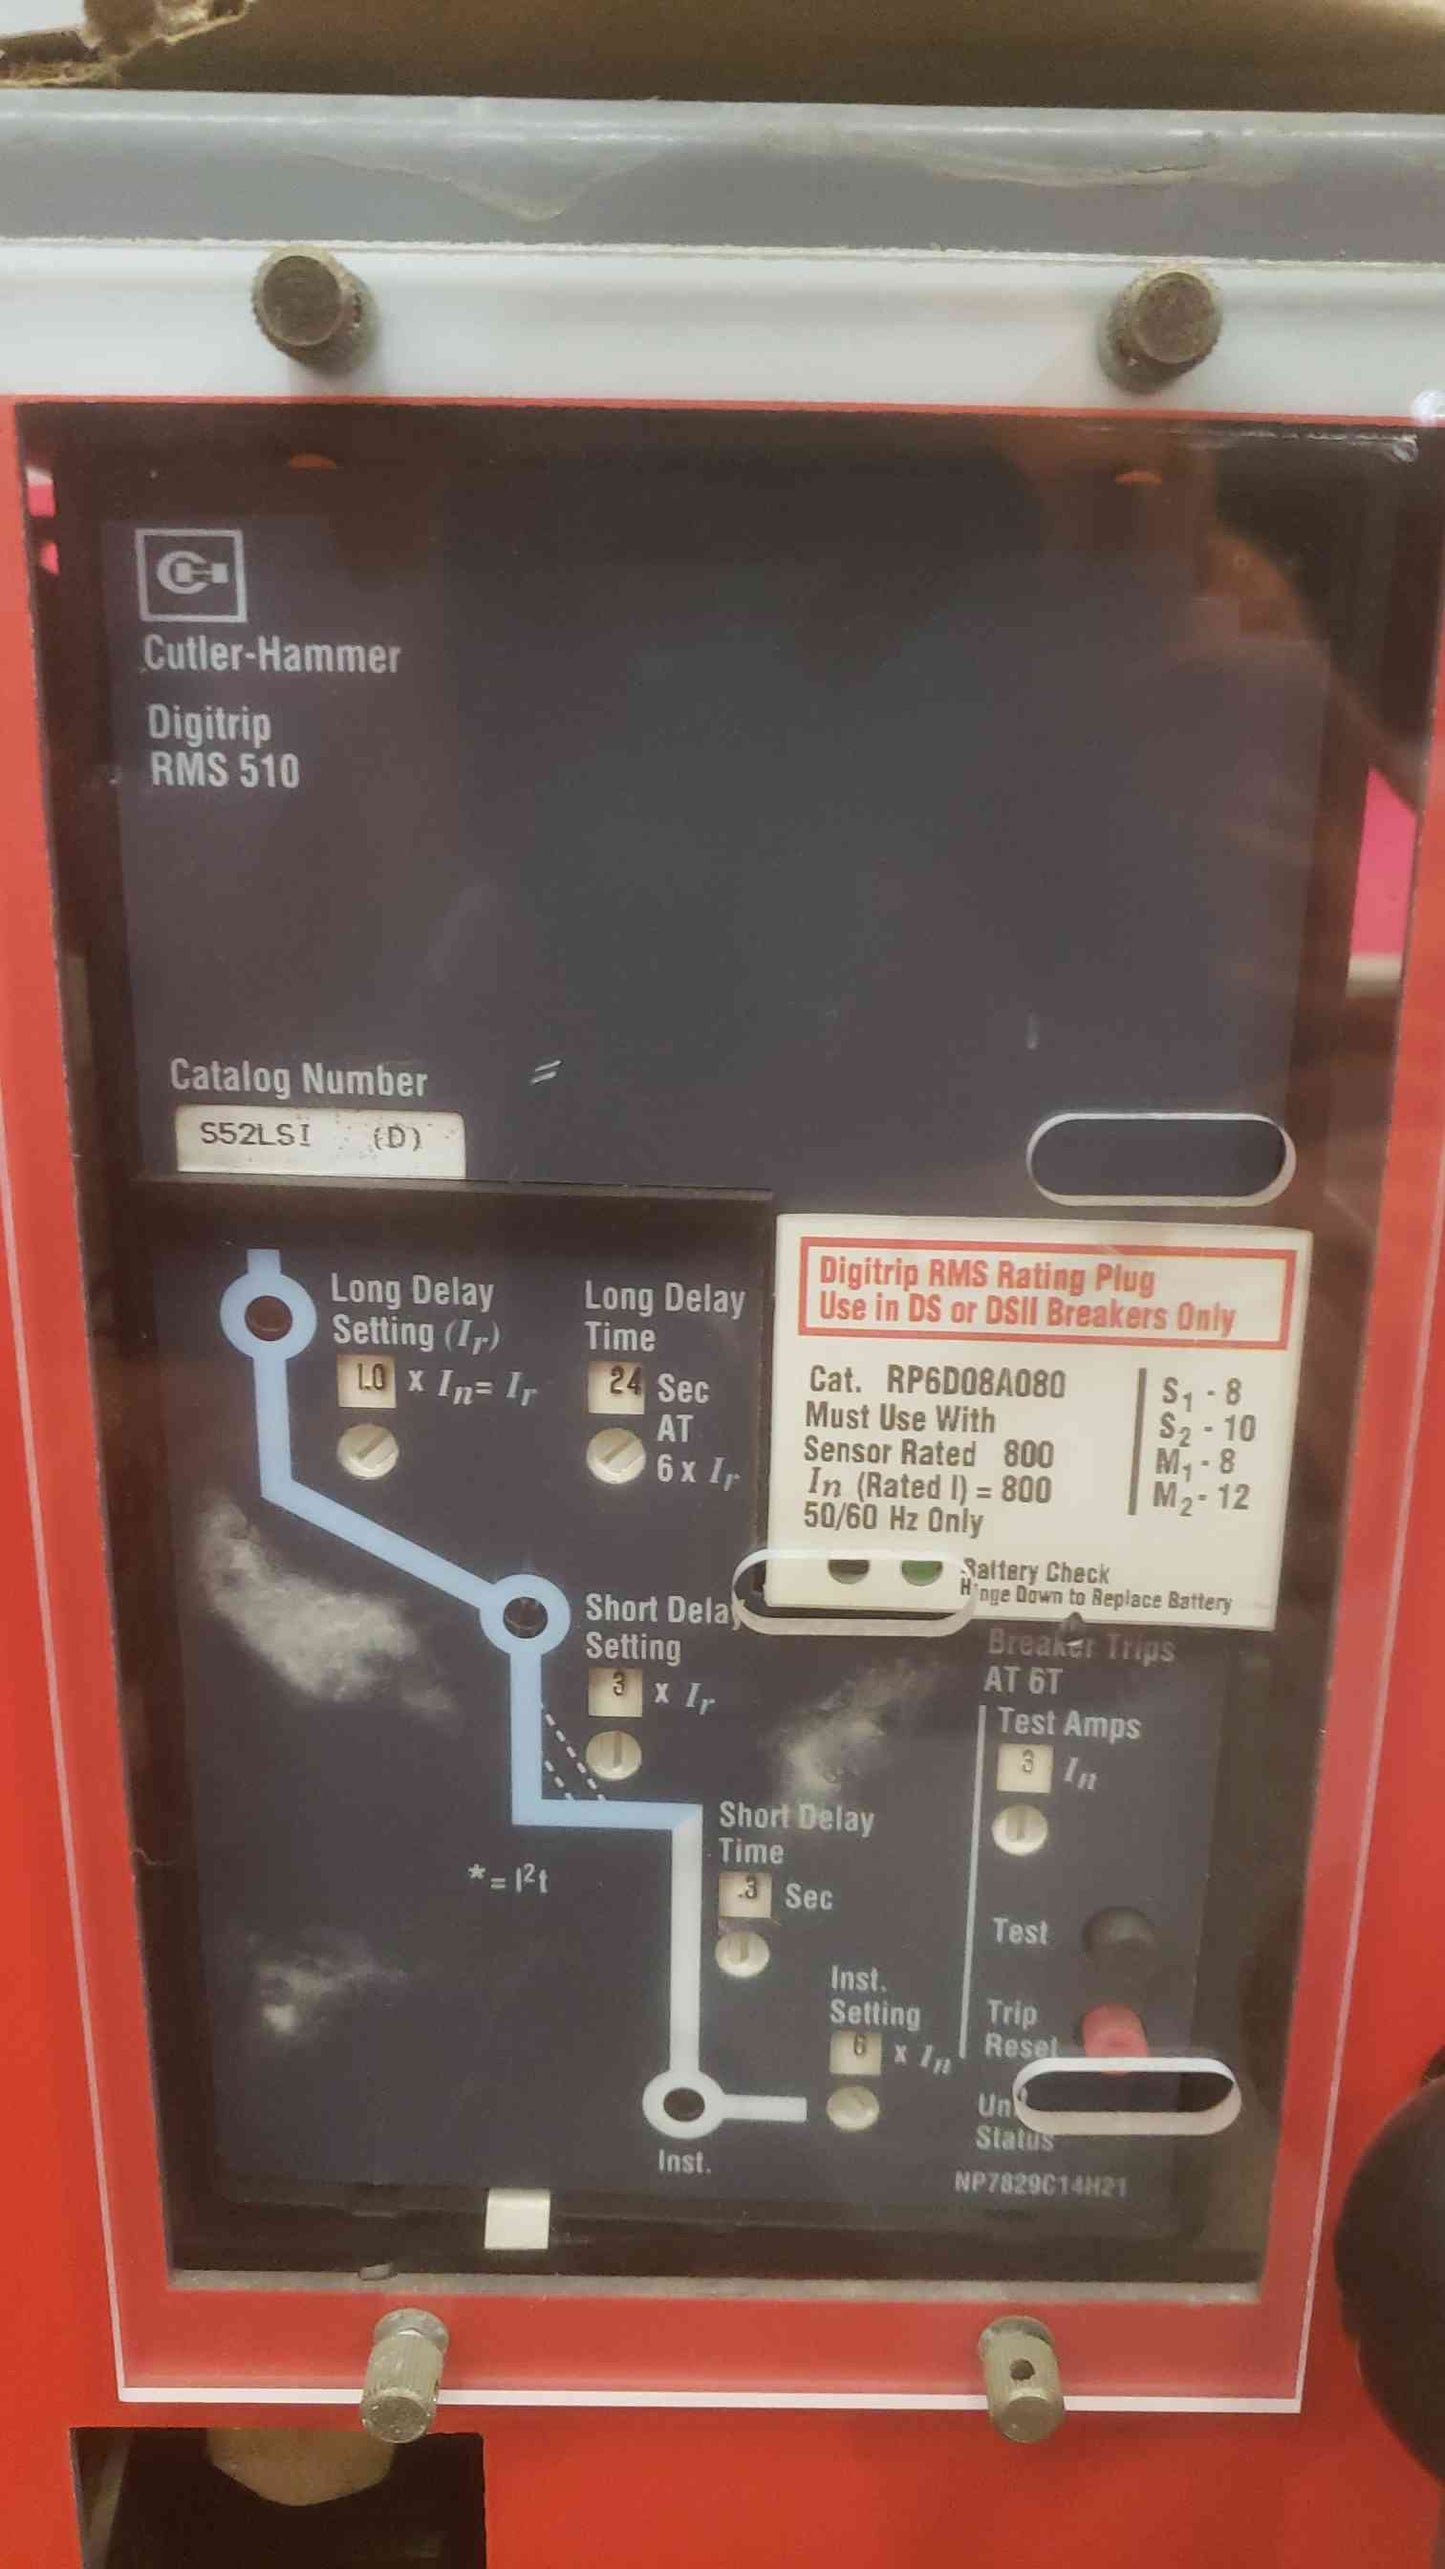 Cutler-Hammer
Digitrip
RMS 510
Catalog Number
S52LSI (D)
Long Delay
Setting (Ir)
1.0 x In= Ir
Long Delay
Time
24 Sec
AT
6 x Ir
Digitrip RMS Rating Plug
Use in DS or DSII Breakers Only
Cat. RP6D08A080
Must Use With
Sensor Rated 800
In (Rated I) = 800
50/60 Hz Only
S1 - 8
S2 - 10
M1 - 8
M2 - 12
Battery Check
Hinge Down to Replace Battery
Short Delay
Setting
3 x Ir
* = I²t
Short Delay
Time
.3 Sec
Inst.
Setting
6 x In
Inst.
Breaker Trips
AT 6T
Test Amps
3 In
Test
Trip
Reset
Status
NP7829C14H21